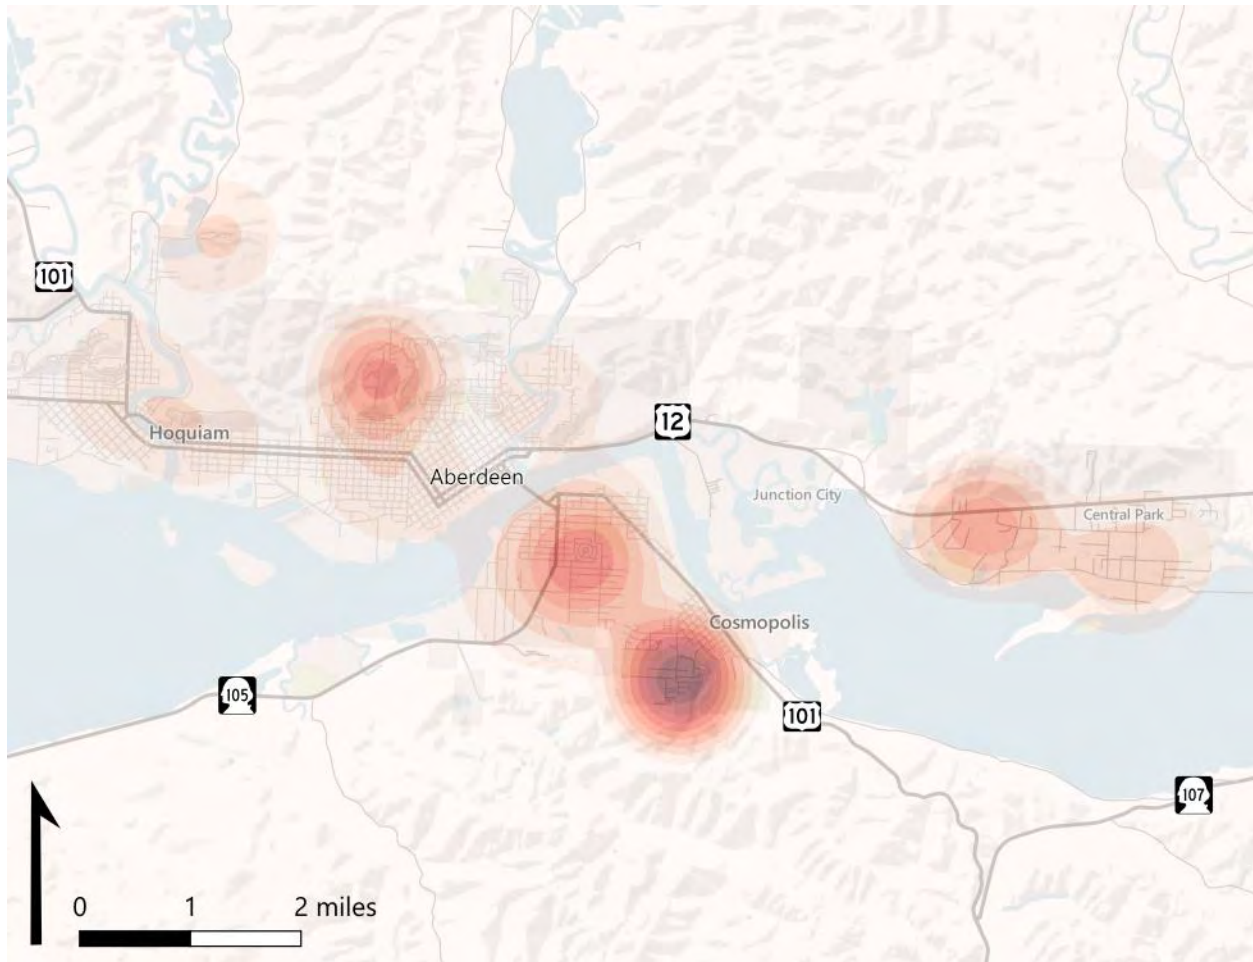 101
12
Hoquiam
Aberdeen
Junction City
Central Park
Cosmopolis
105
101
107
0 1 2 miles